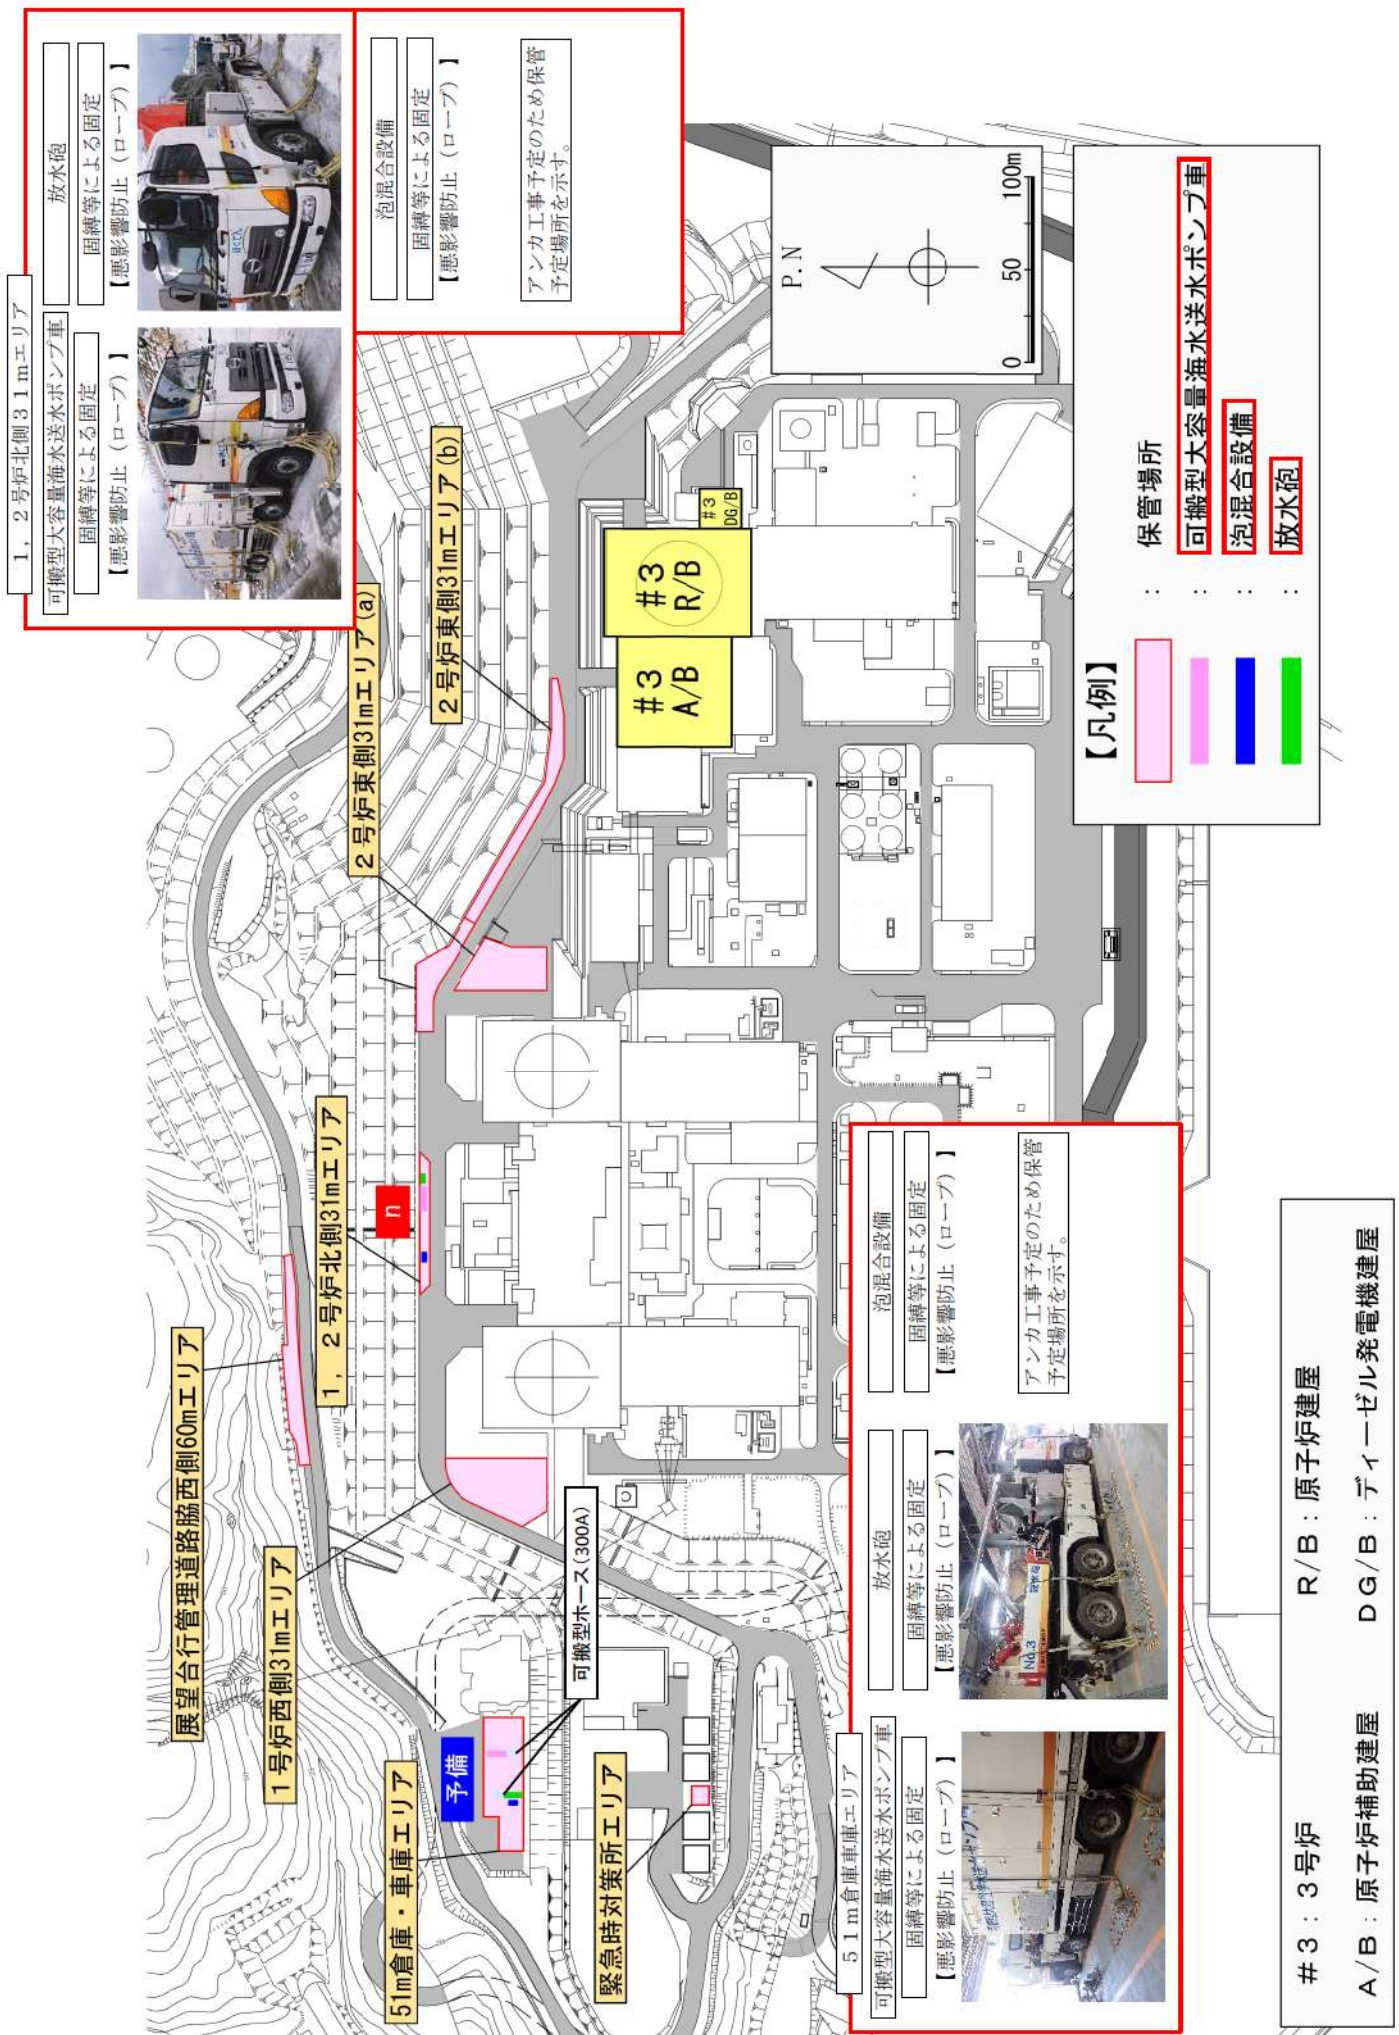 1,2号炉北側31mエリア
可搬型大容量海水送水ポンプ車
固縛等による固定
【悪影響防止(ロープ)】
放水砲
固縛等による固定
【悪影響防止(ロープ)】
泡混合設備
固縛等による固定
【悪影響防止(ロープ)】
アンカ工事予定のため保管
予定場所を示す。
展望台行管理道路脇西側60mエリア
1号炉西側31mエリア
1,2号炉北側31mエリア
2号炉東側31mエリア(a)
2号炉東側31mエリア(b)
51m倉庫・車庫エリア
予備
n
可搬型ホース(300A)
緊急時対策所エリア
#3
A/B
#3
R/B
#3
DG/B
P.N
0 50 100m
51m倉庫車庫エリア
可搬型大容量海水送水ポンプ車
固縛等による固定
【悪影響防止(ロープ)】
放水砲
固縛等による固定
【悪影響防止(ロープ)】
No.3
放水砲
泡混合設備
固縛等による固定
【悪影響防止(ロープ)】
アンカ工事予定のため保管
予定場所を示す。
【凡例】
: 保管場所
: 可搬型大容量海水送水ポンプ車
: 泡混合設備
: 放水砲
#3:3号炉 R/B:原子炉建屋
A/B:原子炉補助建屋 DG/B:ディーゼル発電機建屋